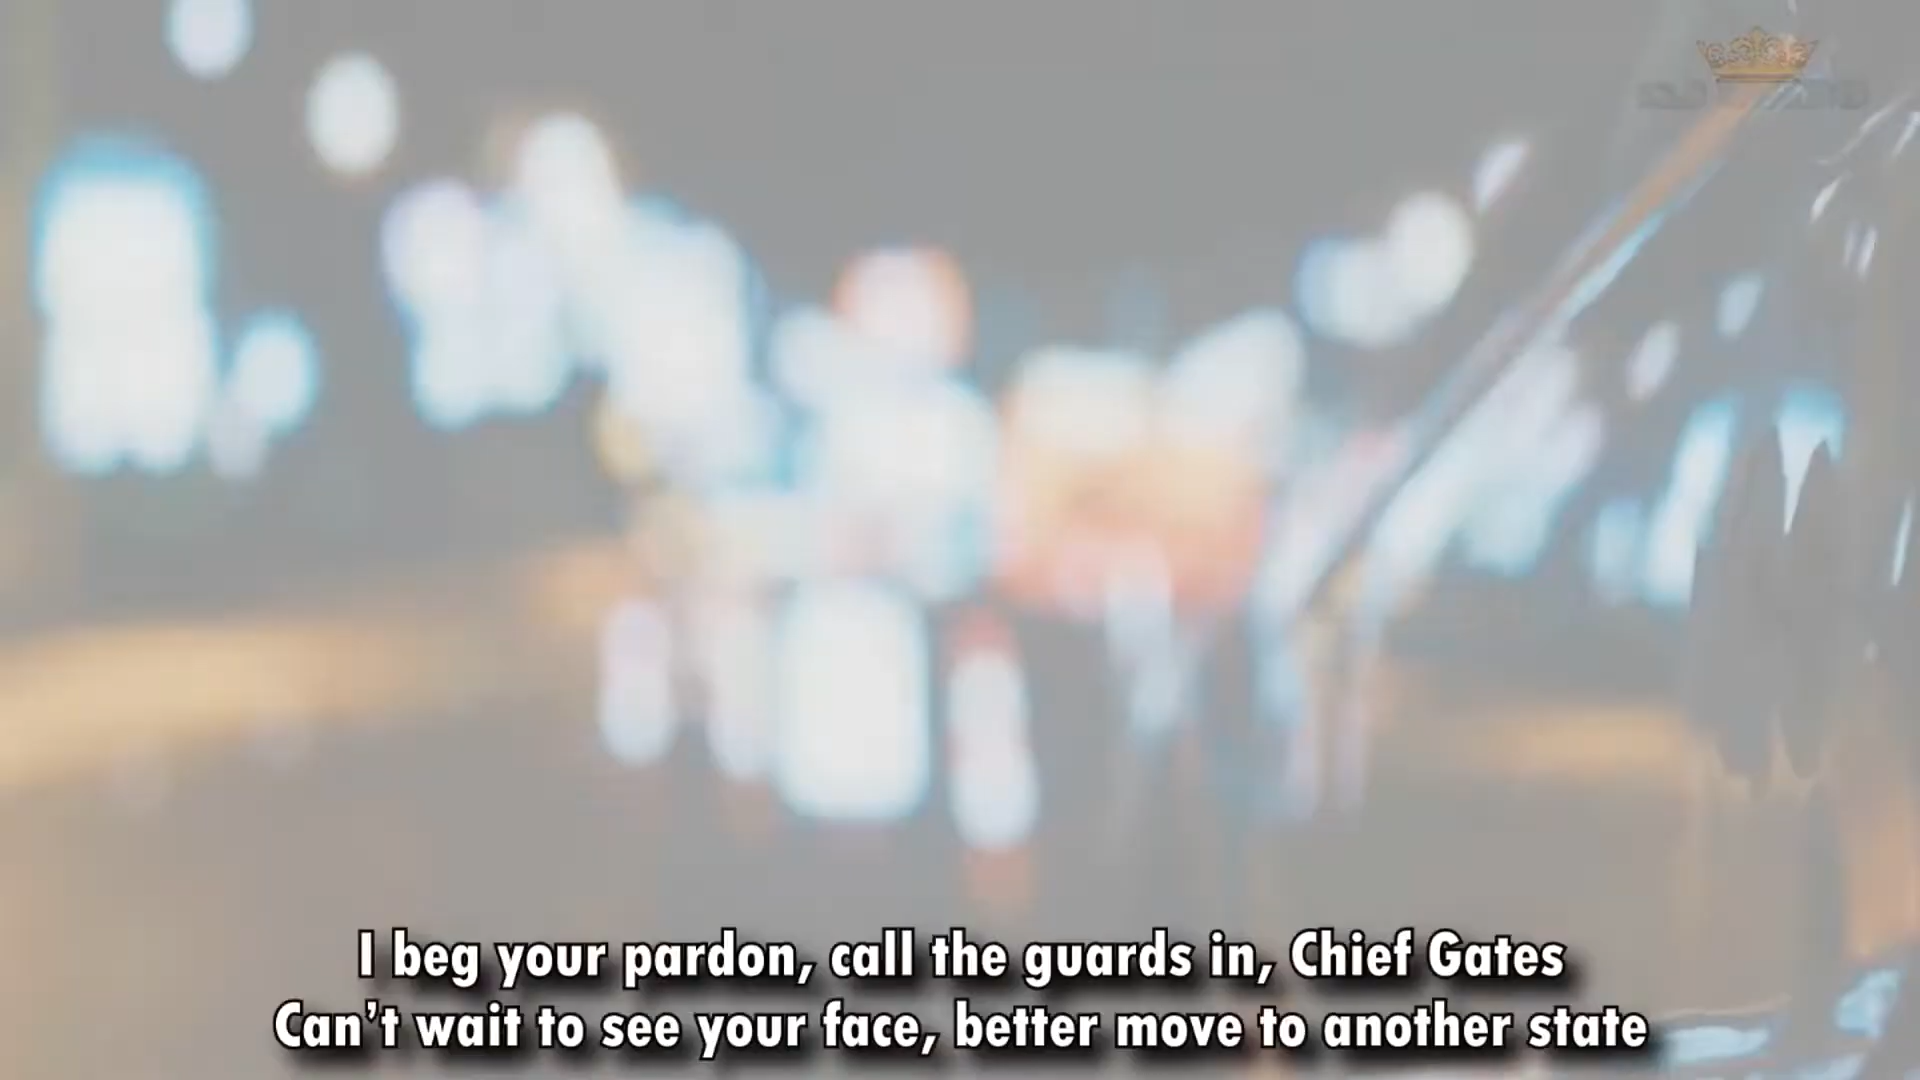 I beg your pardon, call the guards in, Chief Gates
Can't wait to see your face, better move to another state